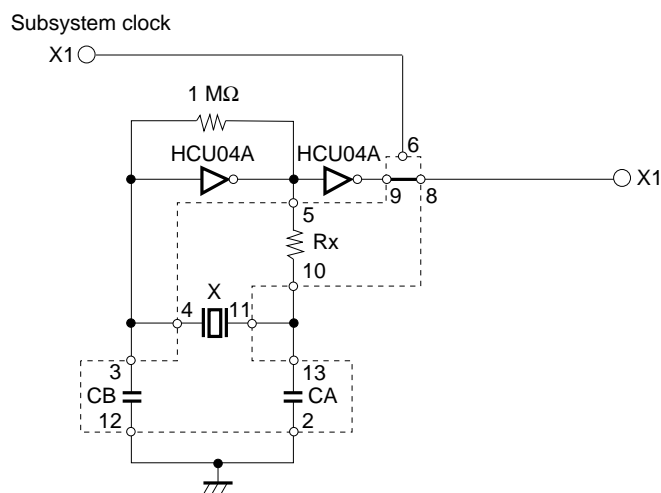 Subsystem clock
X1
1 MΩ
HCU04A HCU04A
6
9 8
X1
5
Rx
10
X
4 11
3
13
CB
CA
12
2